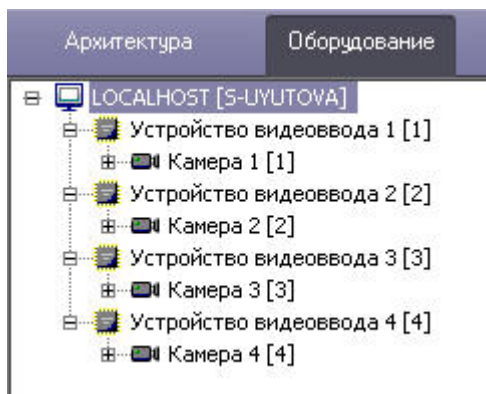 Архитектура Оборудование
LOCALHOST [S-UYUTOVA]
Устройство видеоввода 1 [1]
Камера 1 [1]
Устройство видеоввода 2 [2]
Камера 2 [2]
Устройство видеоввода 3 [3]
Камера 3 [3]
Устройство видеоввода 4 [4]
Камера 4 [4]